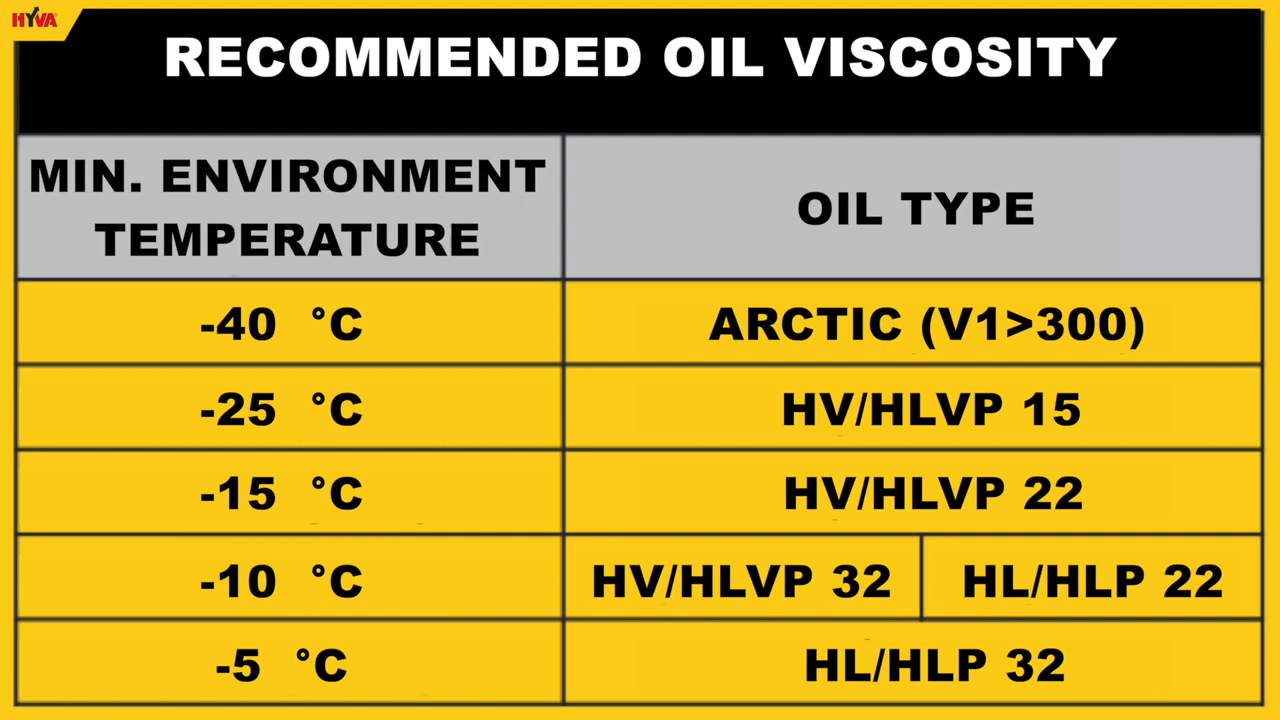 HYVA
RECOMMENDED OIL VISCOSITY
MIN. ENVIRONMENT
TEMPERATURE
OIL TYPE
-40 °C
ARCTIC (V1>300)
-25 °C
HV/HLVP 15
-15 °C
HV/HLVP 22
-10 °C
HV/HLVP 32
HL/HLP 22
-5 °C
HL/HLP 32